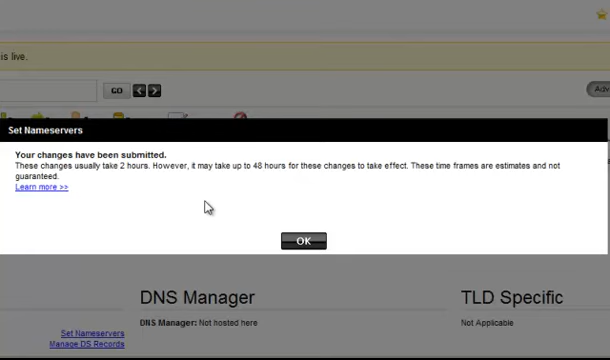 is live.
GO
Adv
Set Nameservers
Your changes have been submitted.
These changes usually take 2 hours. However, it may take up to 48 hours for these changes to take effect. These time frames are estimates and not
guaranteed.
Learn more >>
OK
DNS Manager
TLD Specific
DNS Manager: Not hosted here
Not Applicable
Set Nameservers
Manage DS Records